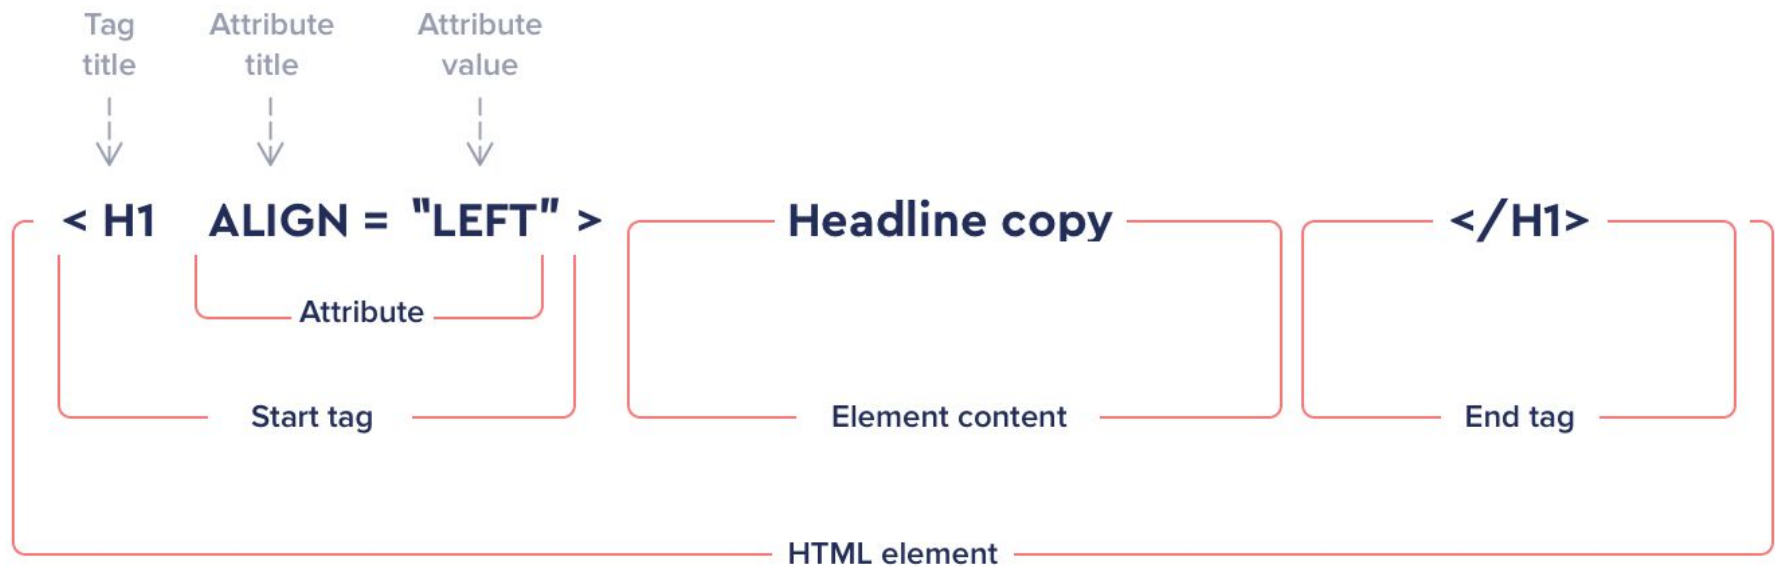 Tag Attribute Attribute
title title value
< H1 ALIGN = "LEFT" > Headline copy </H1>
Attribute
Start tag Element content End tag
HTML element